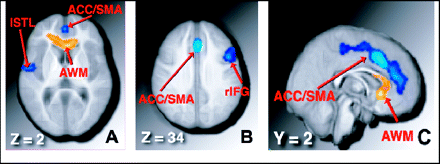 ACC/SMA
lSTL
AWM
Z = 2
A
ACC/SMA
rIFG
Z = 34
B
ACC/SMA
AWM
Y = 2
C